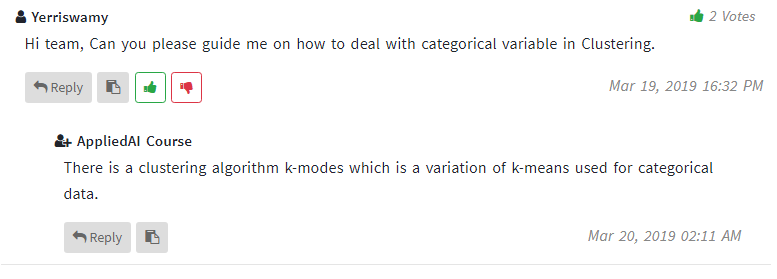 Yerriswamy
2 Votes
Hi team, Can you please guide me on how to deal with categorical variable in Clustering.
Reply
Mar 19, 2019 16:32 PM
AppliedAI Course
There is a clustering algorithm k-modes which is a variation of k-means used for categorical
data.
Reply
Mar 20, 2019 02:11 AM